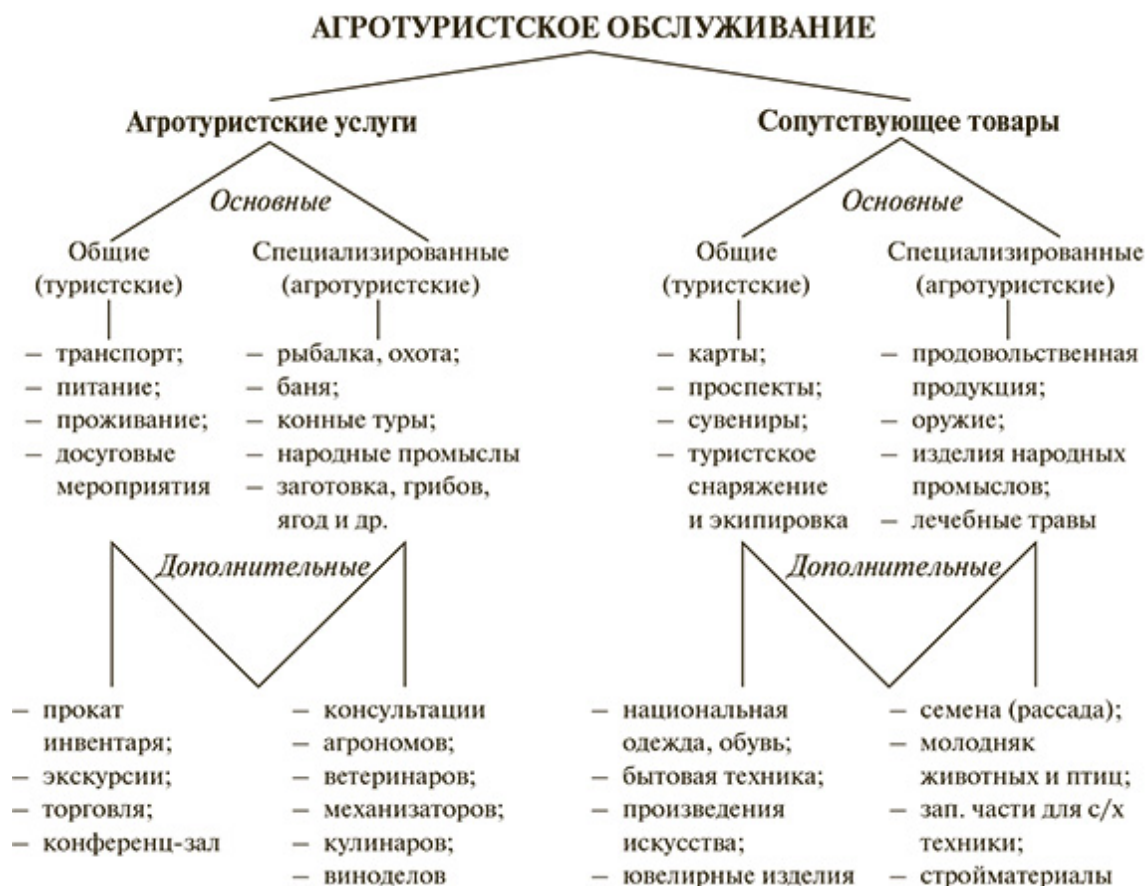 АГРОТУРИСТСКОЕ ОБСЛУЖИВАНИЕ
Агротуристские услуги
Основные
Общие
(туристские)
– транспорт;
– питание;
– проживание;
– досуговые
мероприятия
Специализированные
(агротуристские)
– рыбалка, охота;
– баня;
– конные туры;
– народные промыслы
– заготовка, грибов,
ягод и др.
Дополнительные
– прокат
инвентаря;
– экскурсии;
– торговля;
– конференц-зал
– консультации
– агрономов;
– ветеринаров;
– механизаторов;
– кулинаров;
– виноделов
Сопутствующее товары
Основные
Общие
(туристские)
– карты;
– проспекты;
– сувениры;
– туристское
снаряжение
и экипировка
Специализированные
(агротуристские)
– продовольственная
продукция;
– оружие;
– изделия народных
промыслов;
– лечебные травы
Дополнительные
– национальная
одежда, обувь;
– бытовая техника;
– произведения
искусства;
– ювелирные изделия
– семена (рассада);
– молодняк
животных и птиц;
– зап. части для с/х
техники;
– стройматериалы